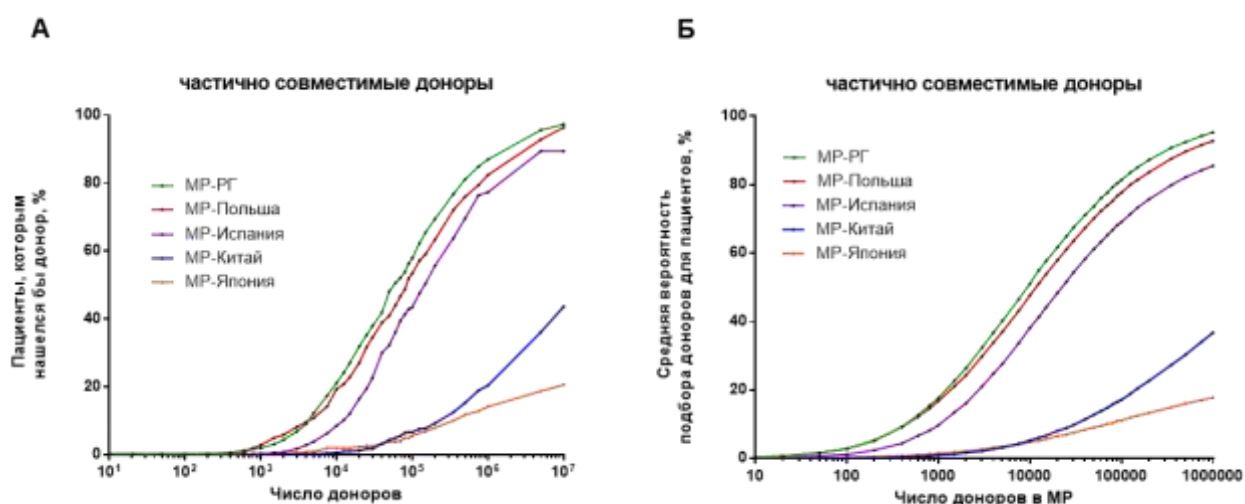 А
Б
частично совместимые доноры
частично совместимые доноры
Пациенты, которым
нашелся бы донор, %
100
80
60
40
20
0
МР-РГ
МР-Польша
МР-Испания
МР-Китай
МР-Япония
10¹
10²
10³
10⁴
10⁵
10⁶
10⁷
Число доноров
Средняя вероятность
подбора доноров для пациентов, %
100
80
60
40
20
0
МР-РГ
МР-Польша
МР-Испания
МР-Китай
МР-Япония
10
100
1000
10000
100000
1000000
Число доноров в МР